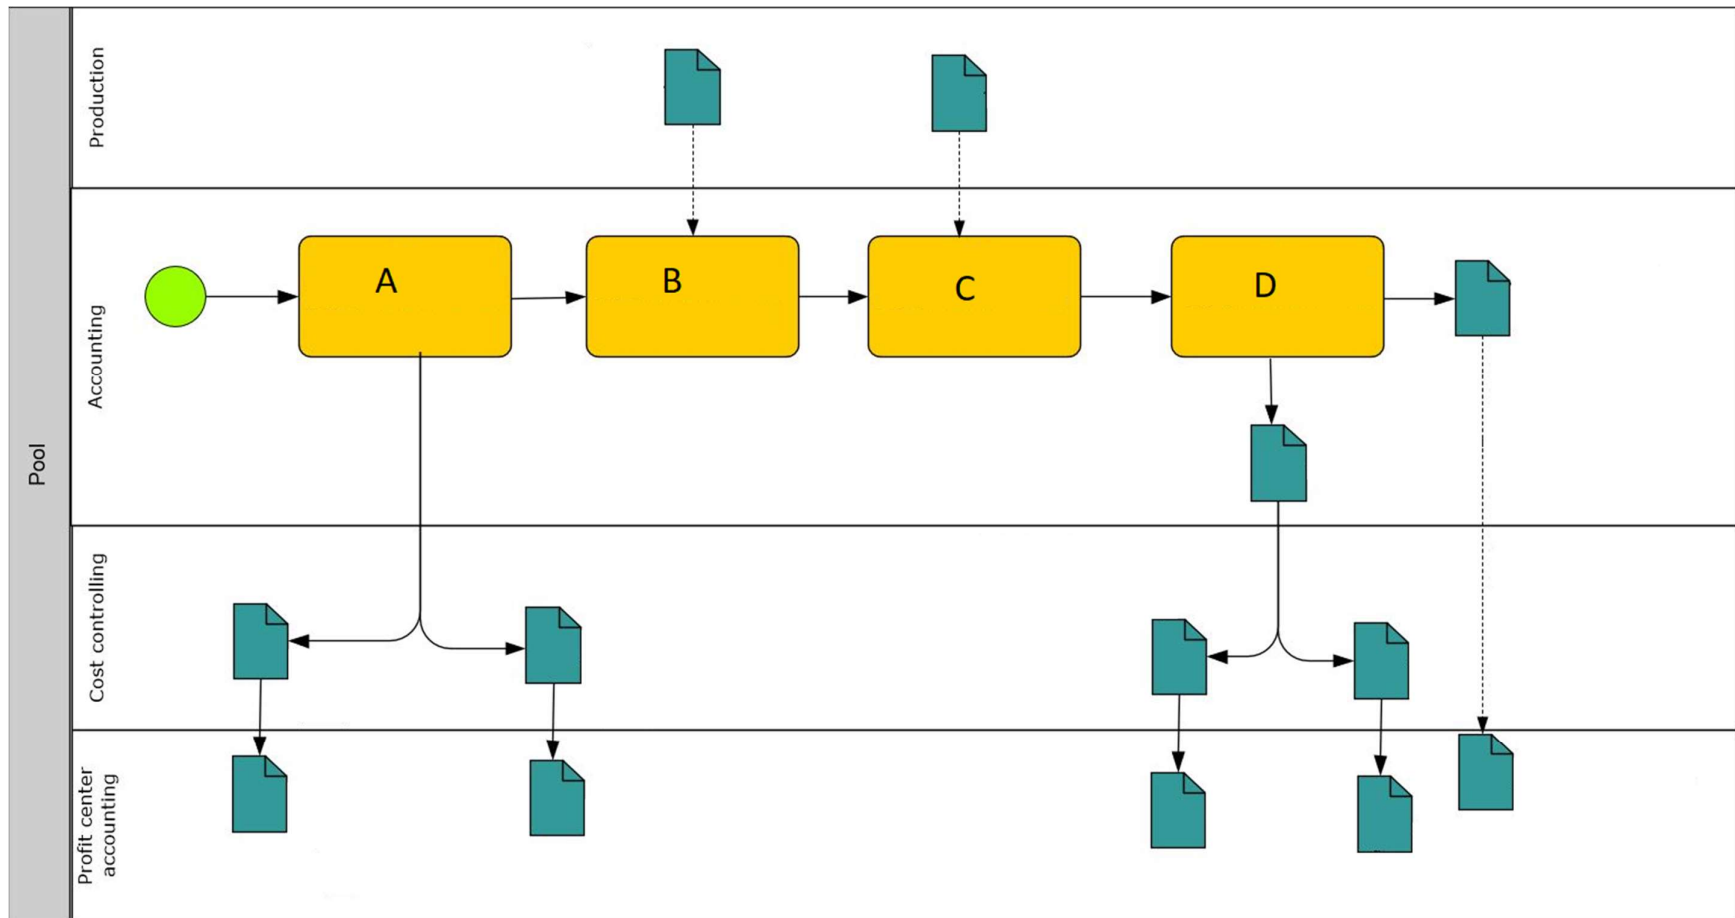 Pool
Production
Accounting
A
B
C
D
Cost controlling
Profit center
accounting